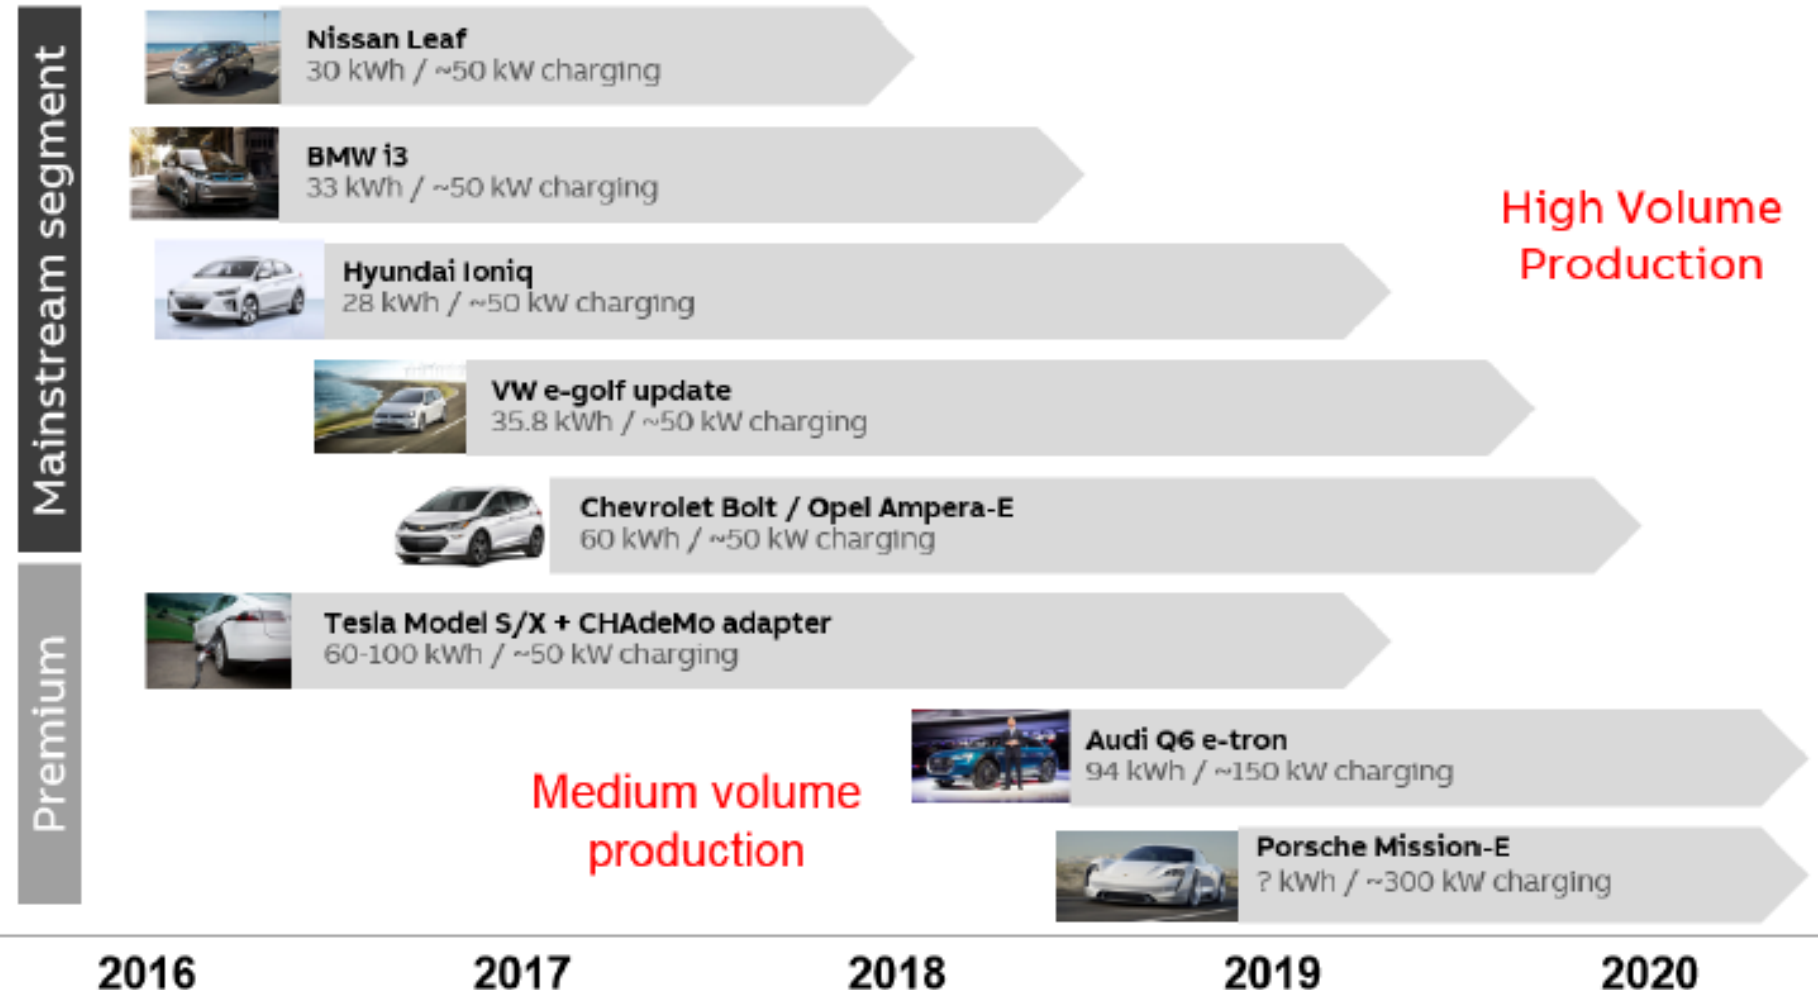 Mainstream segment
Nissan Leaf
30 kWh / ~50 kW charging
BMW i3
33 kWh / ~50 kW charging
Hyundai Ioniq
28 kWh / ~50 kW charging
VW e-golf update
35.8 kWh / ~50 kW charging
Chevrolet Bolt / Opel Ampera-E
60 kWh / ~50 kW charging
High Volume
Production
Premium
Tesla Model S/X + CHAdeMo adapter
60-100 kWh / ~50 kW charging
Audi Q6 e-tron
94 kWh / ~150 kW charging
Porsche Mission-E
? kWh / ~300 kW charging
Medium volume
production
2016 2017 2018 2019 2020